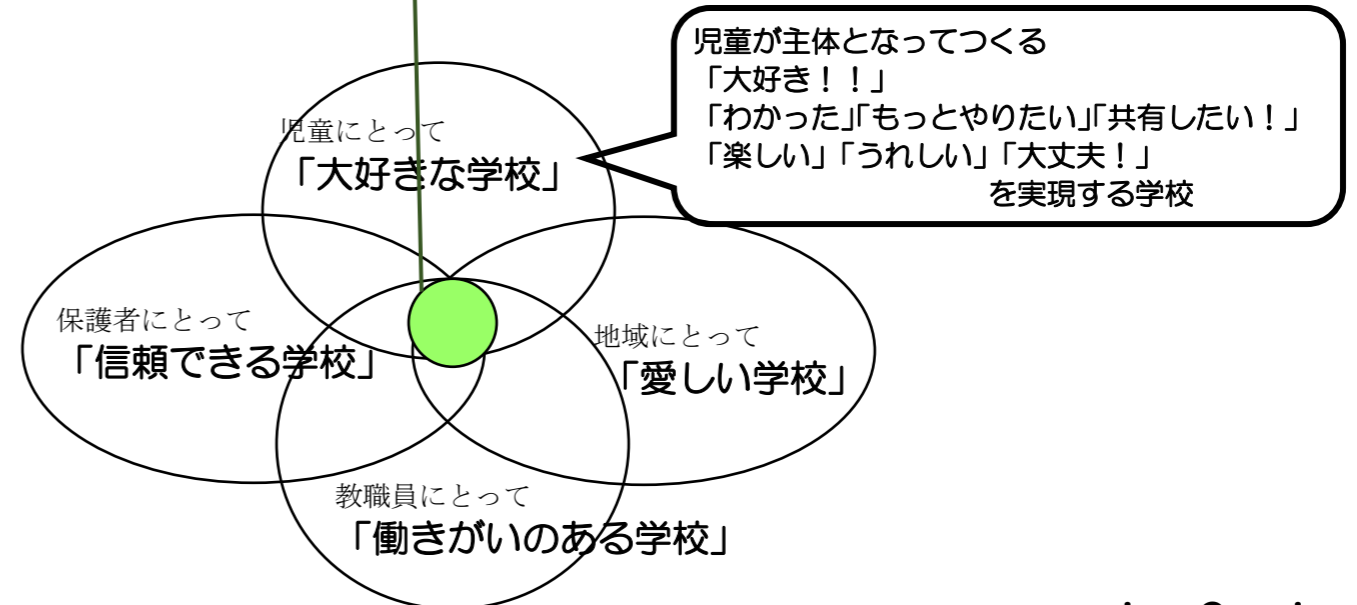 児童が主体となってつくる
「大好き！！」
「わかった」「もっとやりたい」「共有したい！」
「楽しい」「うれしい」「大丈夫！」
を実現する学校
児童にとって
「大好きな学校」
保護者にとって
「信頼できる学校」
地域にとって
「愛しい学校」
教職員にとって
「働きがいのある学校」